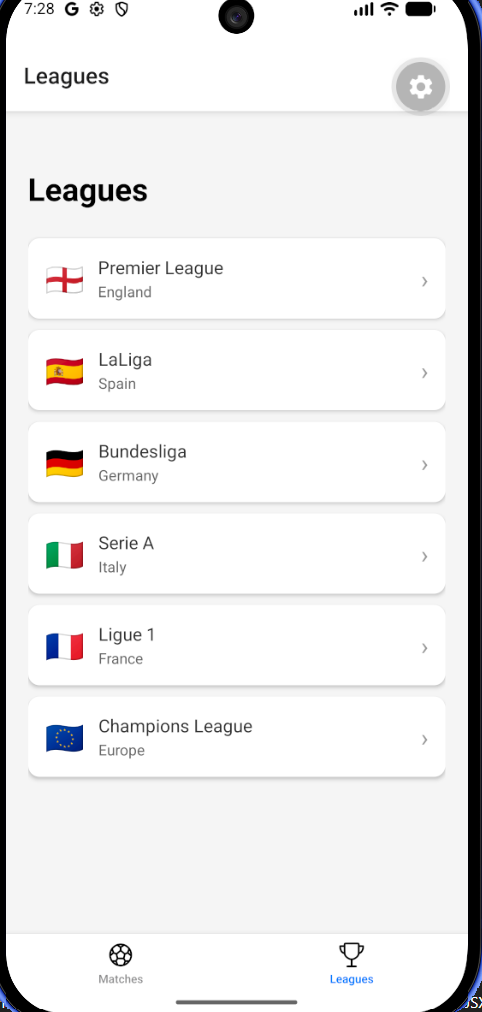 7:28
Leagues
Leagues
Premier League
England
LaLiga
Spain
Bundesliga
Germany
Serie A
Italy
Ligue 1
France
Champions League
Europe
Matches
Leagues